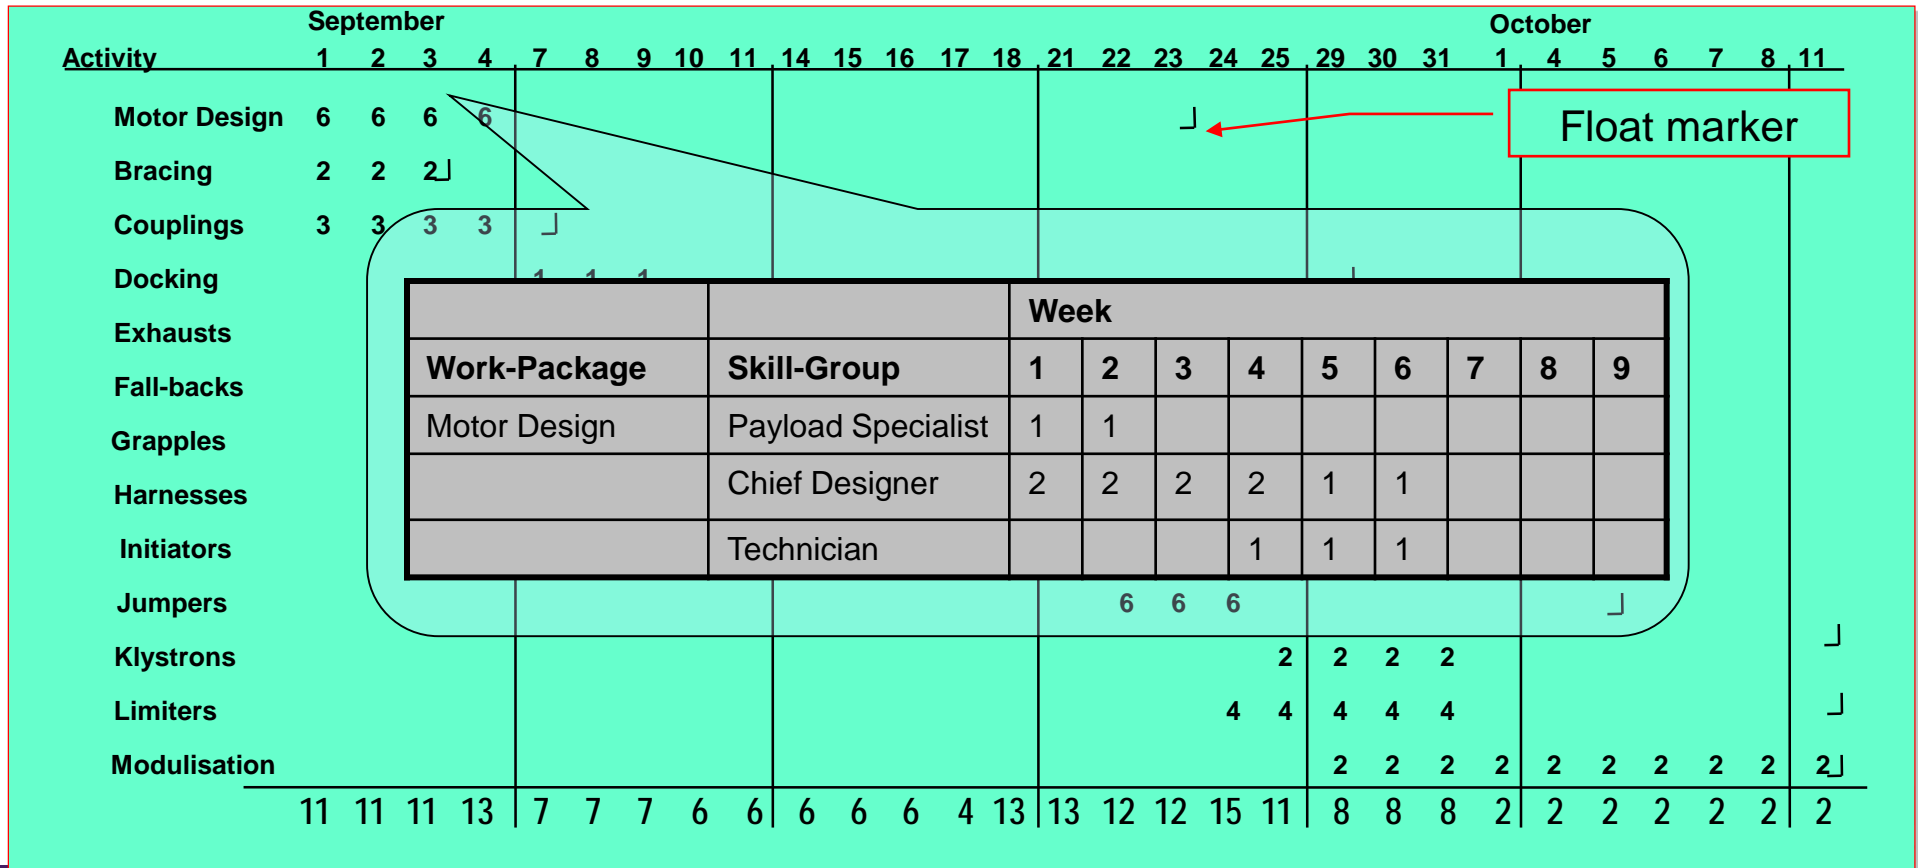 September October
Activity 1 2 3 4 7 8 9 10 11 14 15 16 17 18 21 22 23 24 25 29 30 31 1 4 5 6 7 8 11
Motor Design 6 6 6 6
Float marker
Bracing 2 2 2
Couplings 3 3 3 3
Docking 1 1 1
Exhausts
Fall-backs
Grapples
Harnesses
Initiators
Week
Work-Package Skill-Group 1 2 3 4 5 6 7 8 9
Motor Design Payload Specialist 1 1
Chief Designer 2 2 2 2 1 1
Technician 1 1 1
Jumpers 6 6 6
Klystrons 2 2 2 2
Limiters 4 4 4 4 4
Modulisation 2 2 2 2 2 2 2 2 2 2
11 11 11 13 7 7 7 6 6 6 6 6 4 13 13 12 12 15 11 8 8 8 2 2 2 2 2 2 2